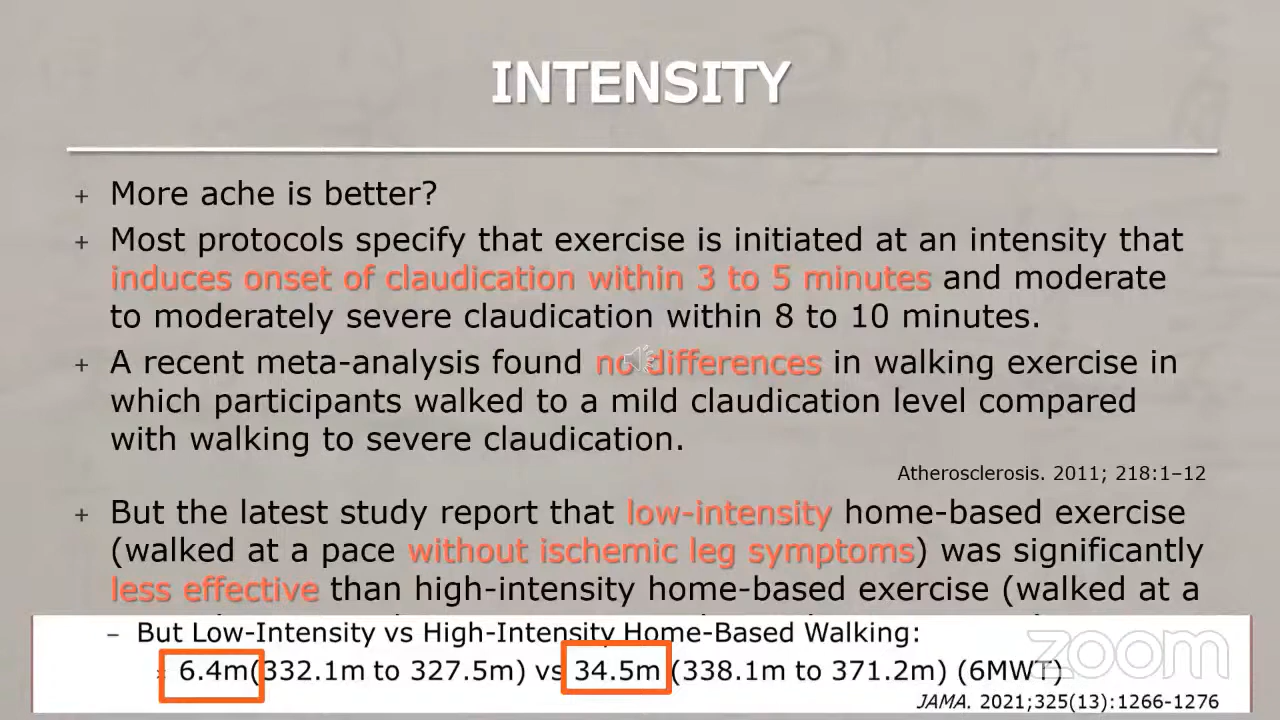 INTENSITY
+ More ache is better?
+ Most protocols specify that exercise is initiated at an intensity that
induces onset of claudication within 3 to 5 minutes and moderate
to moderately severe claudication within 8 to 10 minutes.
+ A recent meta-analysis found no differences in walking exercise in
which participants walked to a mild claudication level compared
with walking to severe claudication.
Atherosclerosis. 2011; 218:1–12
+ But the latest study report that low-intensity home-based exercise
(walked at a pace without ischemic leg symptoms) was significantly
less effective than high-intensity home-based exercise (walked at a
– But Low-Intensity vs High-Intensity Home-Based Walking:
6.4m(332.1m to 327.5m) vs 34.5m (338.1m to 371.2m) (6MWT)
JAMA. 2021;325(13):1266-1276
zoom